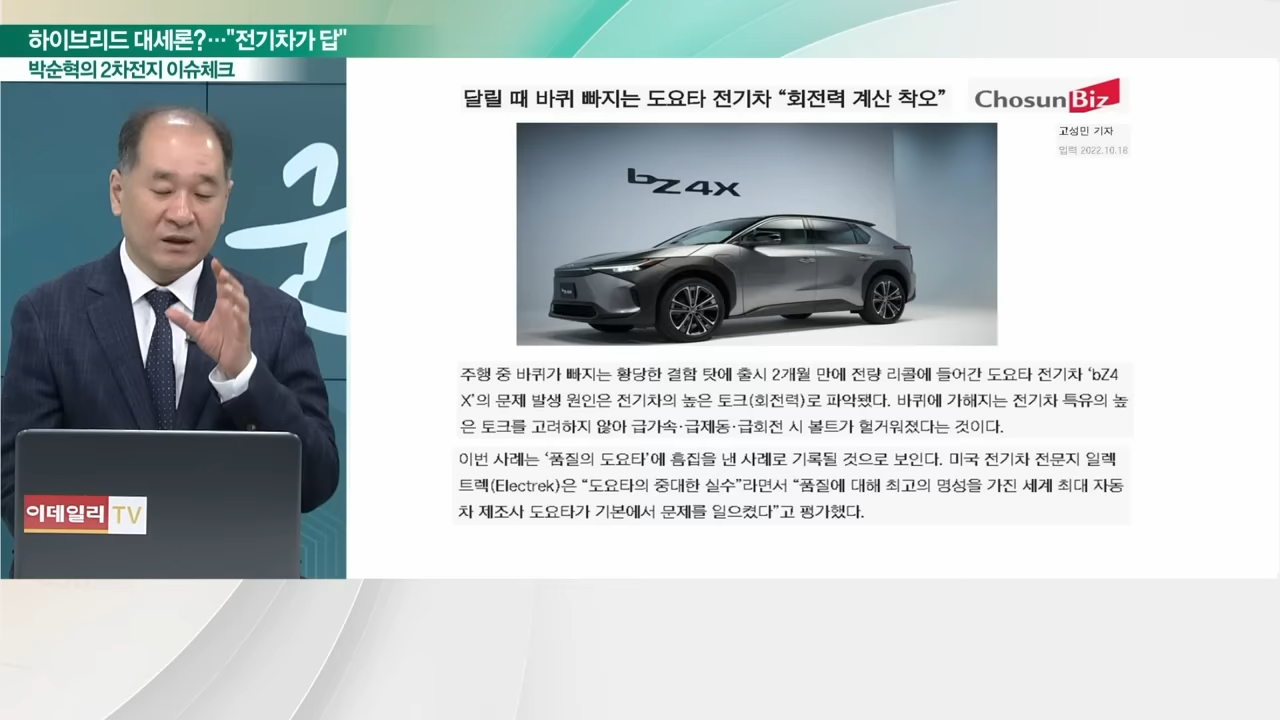 하이브리드 대세론?…"전기차가 답"
박순혁의 2차전지 이슈체크
달릴 때 바퀴 빠지는 도요타 전기차 “회전력 계산 착오”
ChosunBiz
고성민 기자
입력 2022.10.18
bZ4X
bZ4X
주행 중 바퀴가 빠지는 황당한 결함 탓에 출시 2개월 만에 전량 리콜에 들어간 도요타 전기차 ‘bZ4
X’의 문제 발생 원인은 전기차의 높은 토크(회전력)로 파악됐다. 바퀴에 가해지는 전기차 특유의 높
은 토크를 고려하지 않아 급가속·급제동·급회전 시 볼트가 헐거워졌다는 것이다.
이번 사례는 ‘품질의 도요타’에 흠집을 낸 사례로 기록될 것으로 보인다. 미국 전기차 전문지 일렉
트렉(Electrek)은 “도요타의 중대한 실수”라면서 “품질에 대해 최고의 명성을 가진 세계 최대 자동
차 제조사 도요타가 기본에서 문제를 일으켰다”고 평가했다.
이데일리 TV